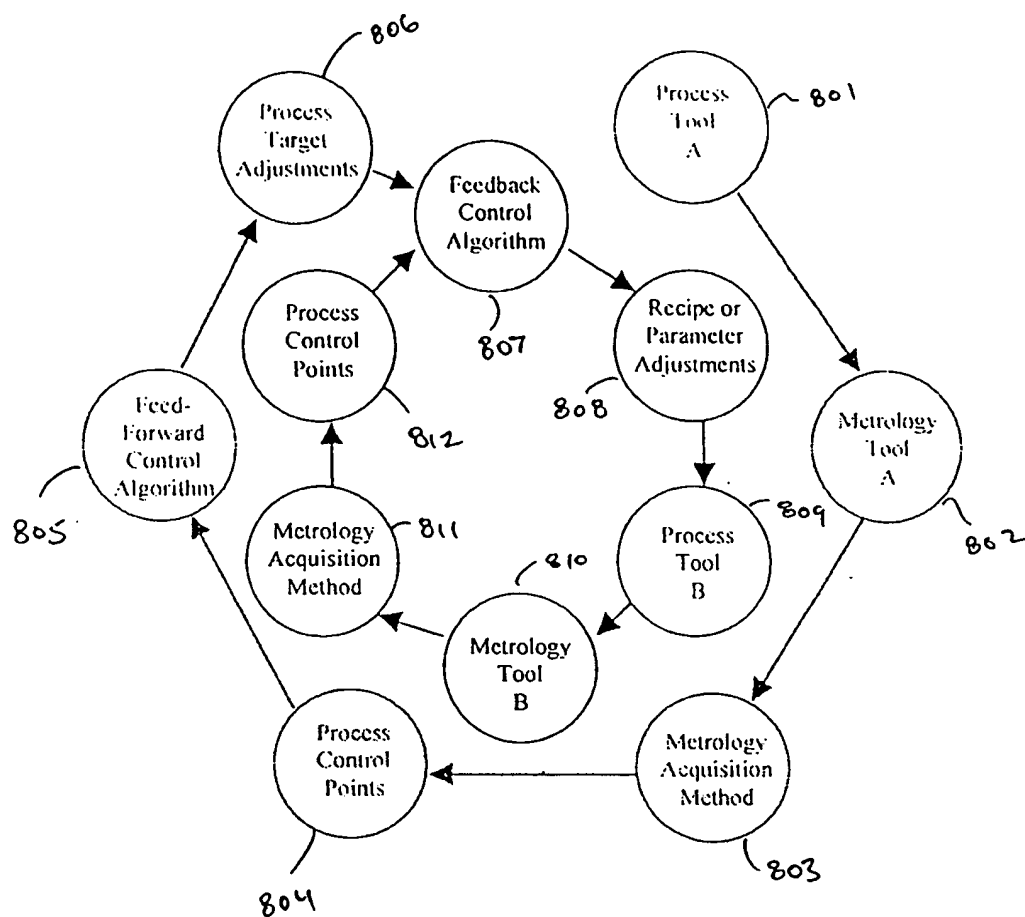 806
Process
Target
Adjustments
Process
Tool
A
801
Feedback
Control
Algorithm
807
Process
Control
Points
812
Recipe or
Parameter
Adjustments
808
Feed-
Forward
Control
Algorithm
805
Metrology
Tool
A
802
Metrology
Acquisition
Method
811
Process
Tool
B
809
Metrology
Tool
B
810
Process
Control
Points
804
Metrology
Acquisition
Method
803